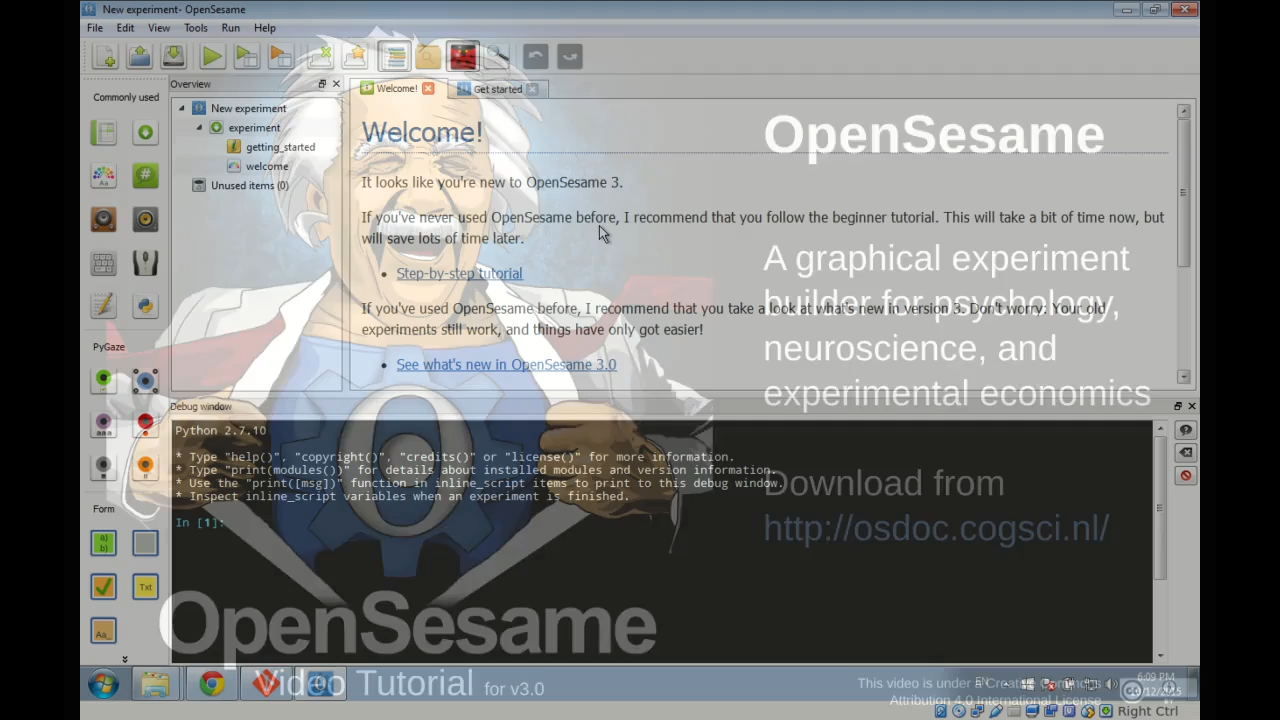 New experiment- OpenSesame
File Edit View Tools Run Help
Commonly used
Overview
New experiment
experiment
getting_started
welcome
Unused items (0)
Welcome!
Get started
Welcome!
It looks like you're new to OpenSesame 3.
If you've never used OpenSesame before, I recommend that you follow the beginner tutorial. This will take a bit of time now, but
will save lots of time later.
Step-by-step tutorial
If you've used OpenSesame before, I recommend that you take a look at what's new in version 3. Don't worry: Your old
experiments still work, and things have only got easier!
See what's new in OpenSesame 3.0
OpenSesame
A graphical experiment
builder for psychology,
neuroscience, and
experimental economics
Download from
http://osdoc.cogsci.nl/
PyGaze
Form
a)
b)
Txt
Aa_
Debug window
Python 2.7.10
* Type "help()", "copyright()", "credits()" or "license()" for more information.
* Type "print(modules())" for details about installed modules and version information.
* Use the "print([msg])" function in inline_script items to print to this debug window.
* Inspect inline_script variables when an experiment is finished.
In [1]:
O
OpenSesame
Video Tutorial for v3.0
This video is under a Creative Commons
Attribution 4.0 International License
EN
6:09 PM
Right Ctrl